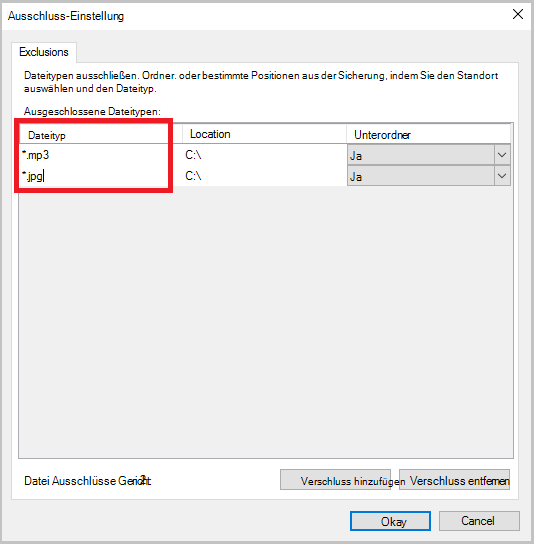 Ausschluss-Einstellung
Exclusions
Dateitypen ausschließen. Ordner. oder bestimmte Positionen aus der Sicherung, indem Sie den Standort
auswählen und den Dateityp.
Ausgeschlossene Dateitypen:
Dateityp Location Unterordner
*.mp3 C:\ Ja
*.jpg C:\ Ja
Datei Ausschlüsse Gericht: 2 Verschluss hinzufügen Verschluss entfernen
Okay Cancel